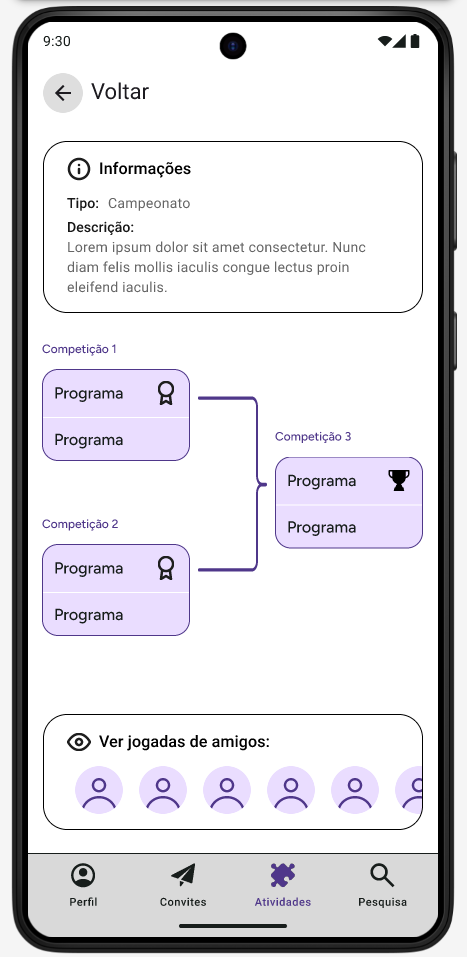 9:30
Voltar
Informações
Tipo: Campeonato
Descrição:
Lorem ipsum dolor sit amet consectetur. Nunc
diam felis mollis iaculis congue lectus proin
eleifend iaculis.
Competição 1
Programa
Programa
Competição 3
Programa
Programa
Competição 2
Programa
Programa
Ver jogadas de amigos:
Perfil
Convites
Atividades
Pesquisa